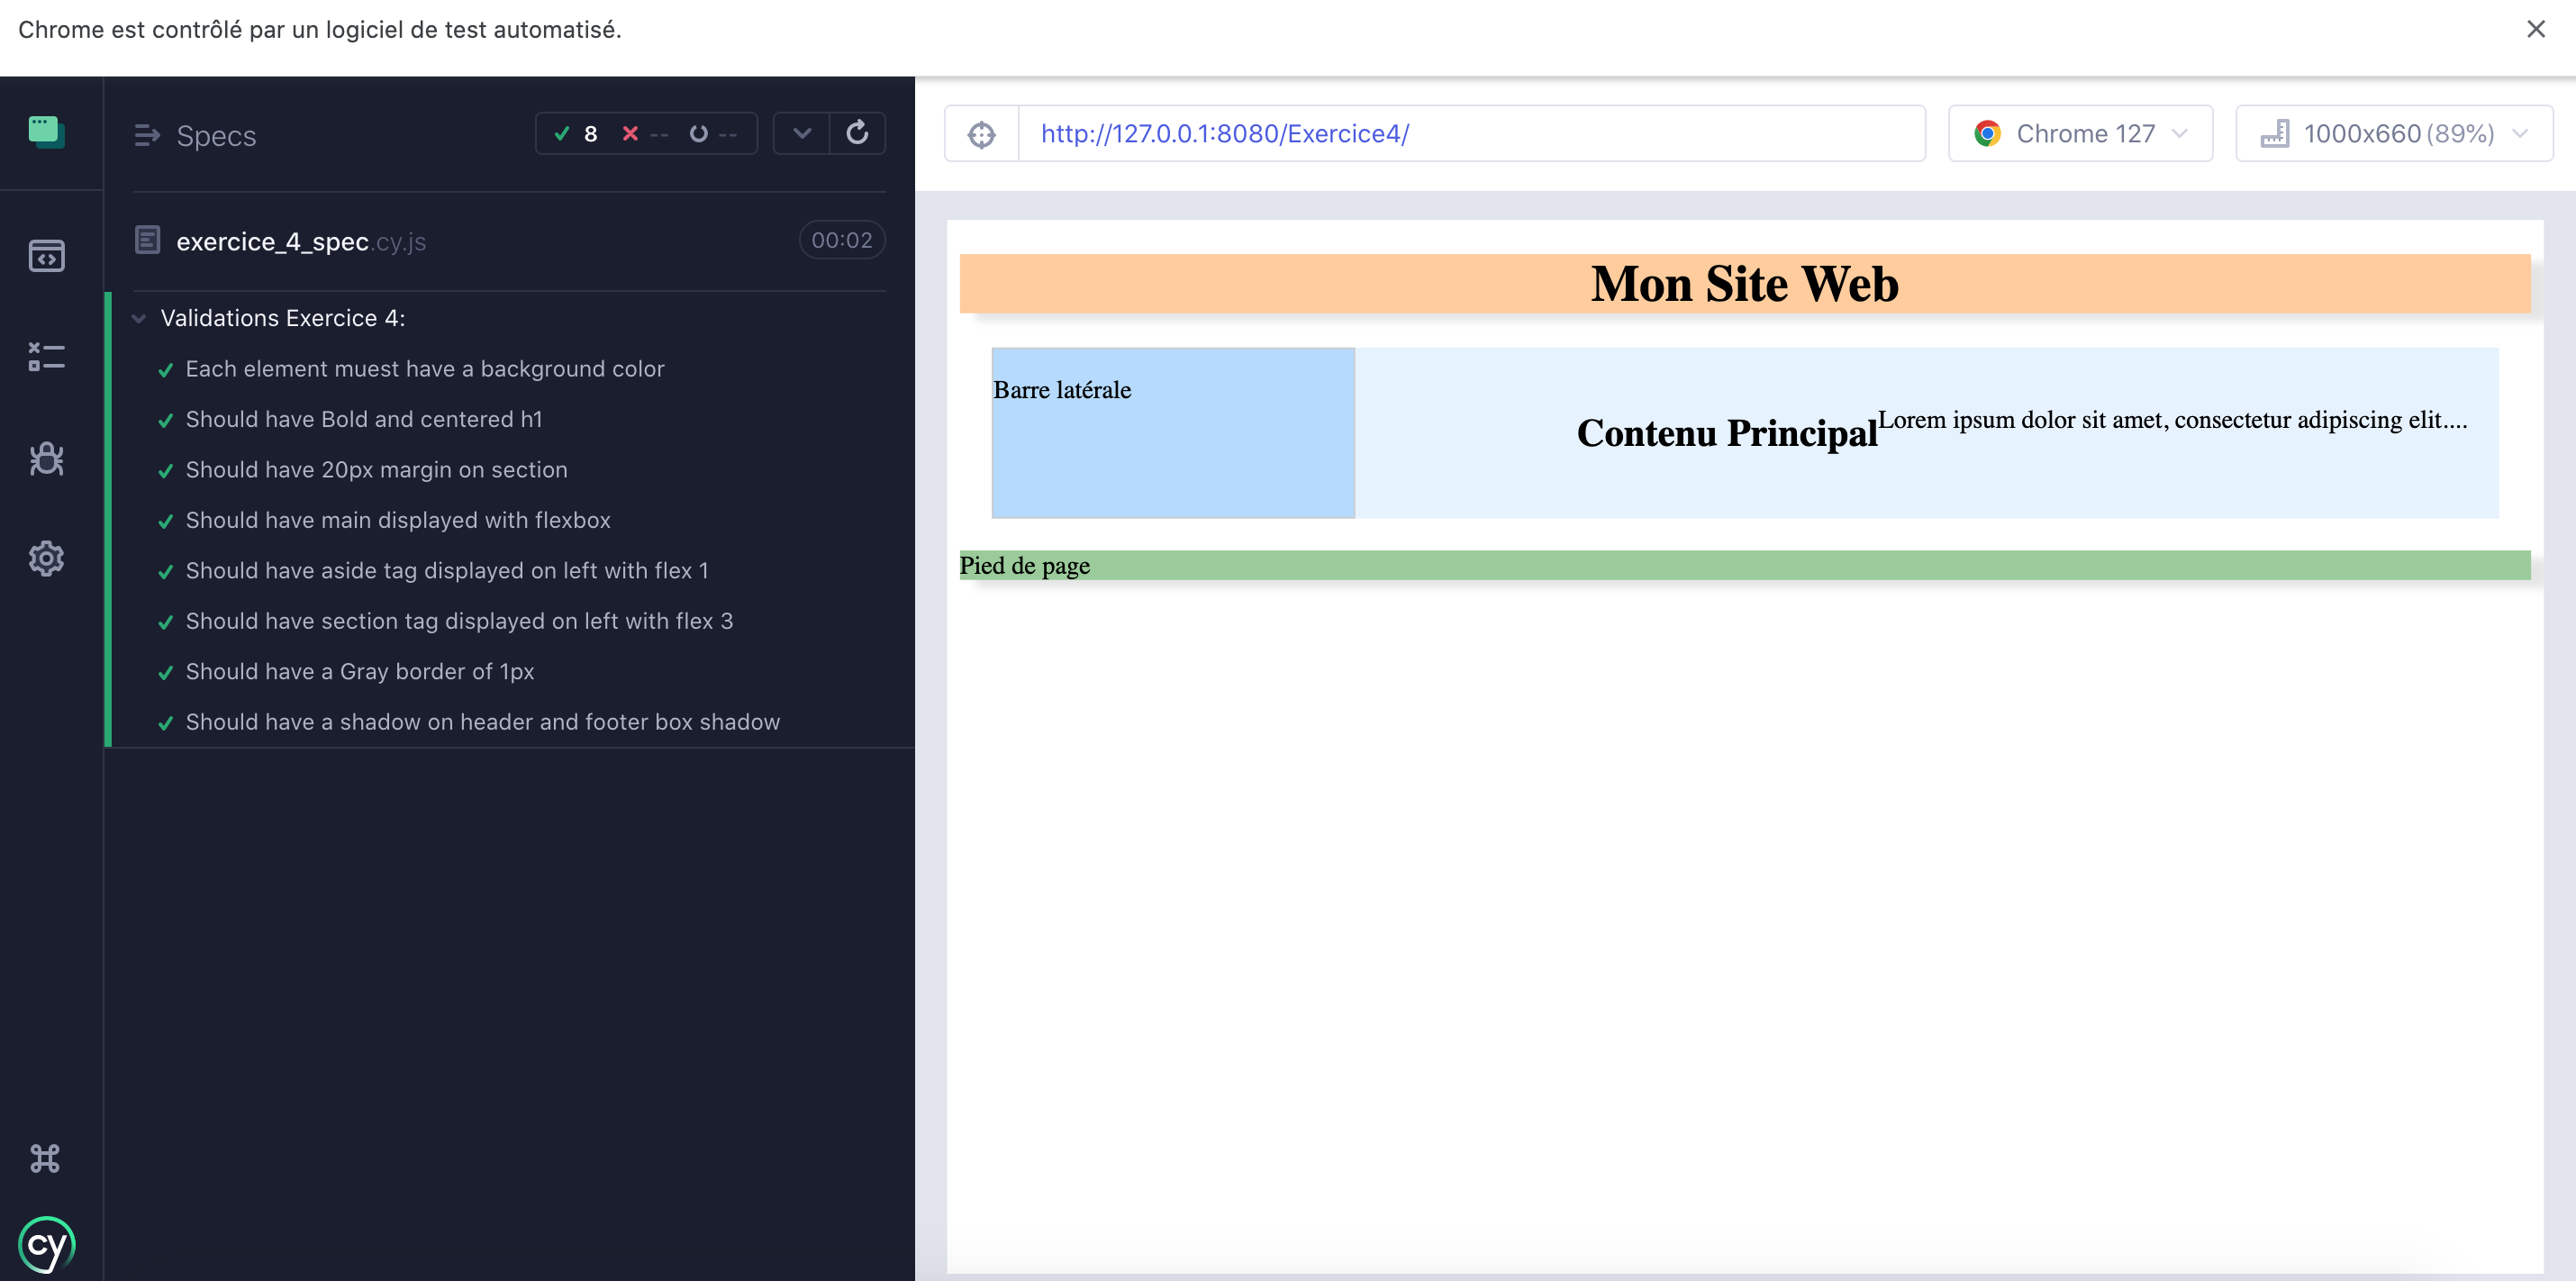 Chrome est contrôlé par un logiciel de test automatisé.
Specs
8 -- --
exercice_4_spec.cy.js
00:02
Validations Exercice 4:
Each element muest have a background color
Should have Bold and centered h1
Should have 20px margin on section
Should have main displayed with flexbox
Should have aside tag displayed on left with flex 1
Should have section tag displayed on left with flex 3
Should have a Gray border of 1px
Should have a shadow on header and footer box shadow
cy
http://127.0.0.1:8080/Exercice4/
Chrome 127
1000x660 (89%)
Mon Site Web
Barre latérale
Contenu Principal
Lorem ipsum dolor sit amet, consectetur adipiscing elit....
Pied de page